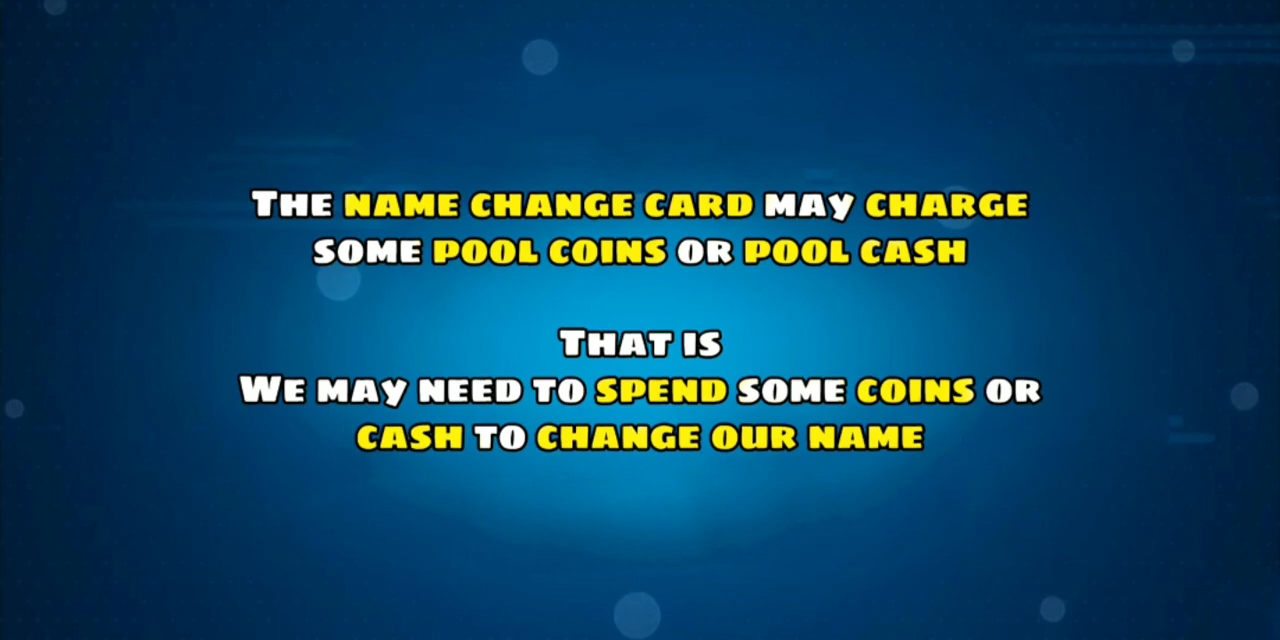 The name change card may charge
some pool coins or pool cash
That is
We may need to spend some coins or
cash to change our name